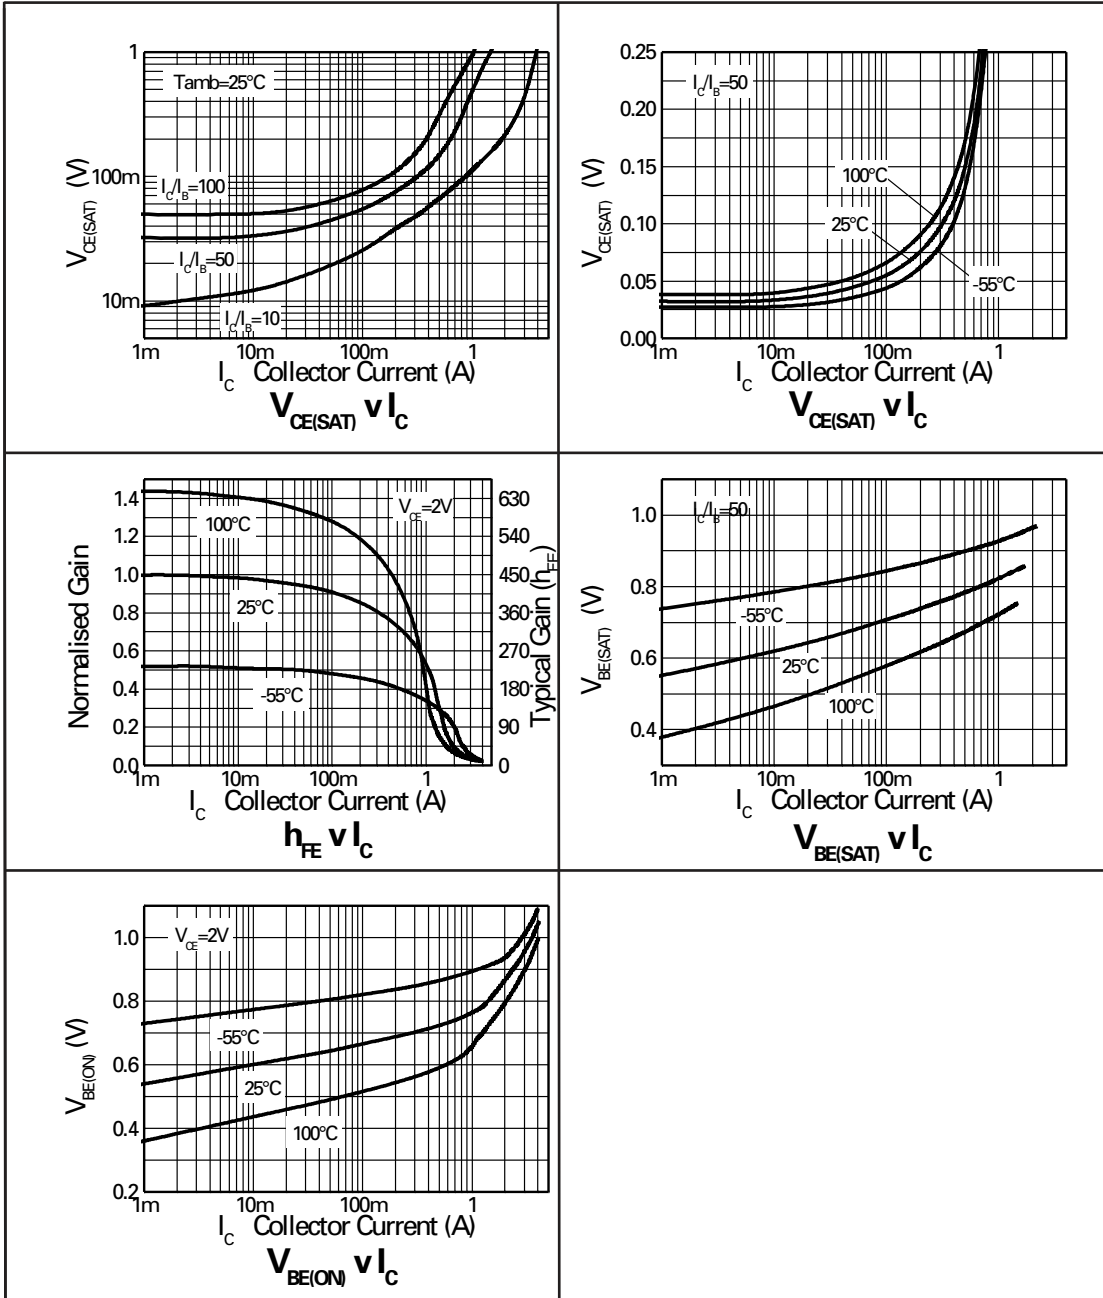 1
100m
10m
V_CE(SAT) (V)
Tamb=25°C
I_C/I_B=100
I_C/I_B=50
I_C/I_B=10
1m 10m 100m 1
I_C Collector Current (A)
V_CE(SAT) v I_C
0.25
0.20
0.15
0.10
0.05
0.00
V_CE(SAT) (V)
I_C/I_B=50
100°C
25°C
-55°C
1m 10m 100m 1
I_C Collector Current (A)
V_CE(SAT) v I_C
1.4
1.2
1.0
0.8
0.6
0.4
0.2
0.0
Normalised Gain
V_CE=2V
100°C
25°C
-55°C
630
540
450
360
270
180
90
0
Typical Gain (h_FE)
1m 10m 100m 1
I_C Collector Current (A)
h_FE v I_C
1.0
0.8
0.6
0.4
V_BE(SAT) (V)
I_C/I_B=50
-55°C
25°C
100°C
1m 10m 100m 1
I_C Collector Current (A)
V_BE(SAT) v I_C
1.0
0.8
0.6
0.4
0.2
V_BE(ON) (V)
V_CE=2V
-55°C
25°C
100°C
1m 10m 100m 1
I_C Collector Current (A)
V_BE(ON) v I_C